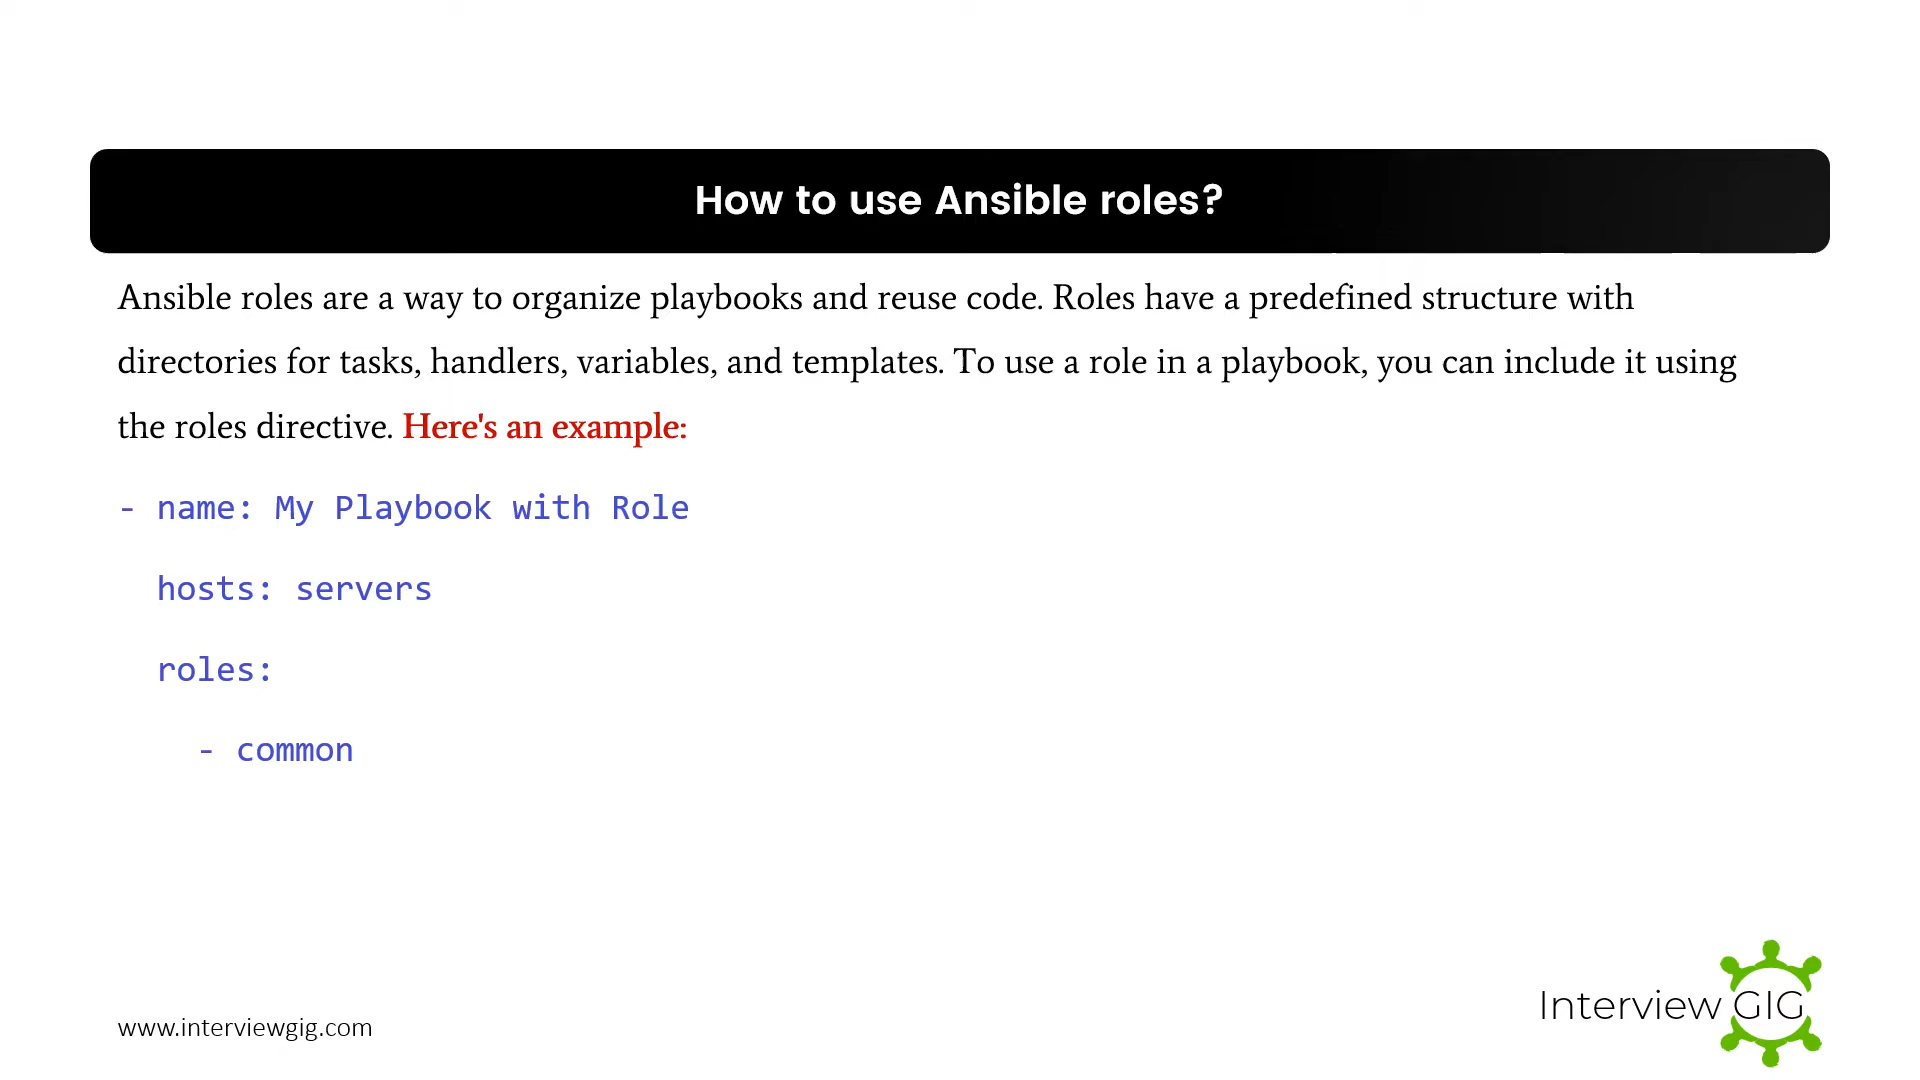 How to use Ansible roles?
Ansible roles are a way to organize playbooks and reuse code. Roles have a predefined structure with
directories for tasks, handlers, variables, and templates. To use a role in a playbook, you can include it using
the roles directive. Here's an example:
- name: My Playbook with Role
  hosts: servers
  roles:
    - common
Interview GIG
www.interviewgig.com